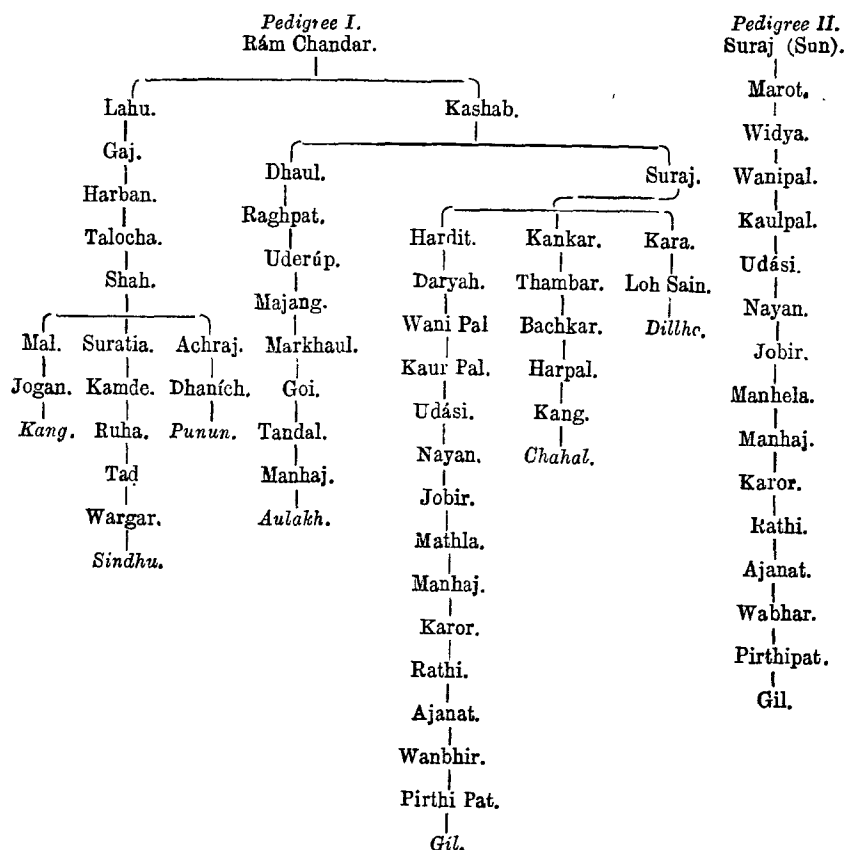 Pedigree I. Pedigree II.
Rám Chandar. Suraj (Sun).
Marot.
Lahu. Kashab.
Widya.
Gaj.
Dhaul. Suraj. Wanipal.
Harban.
Raghpat. Kaulpal.
Talocha. Hardit. Kankar. Kara.
Uderúp. Udási.
Shah. Daryah. Thambar. Loh Sain.
Majang. Nayan.
Wani Pal Bachkar. Dillho.
Mal. Suratia. Achraj. Markhaul. Jobir.
Kaur Pal. Harpal.
Jogan. Kamde. Dhaních. Goi. Manhela.
Udási. Kang.
Kang. Ruha. Punun. Tandal. Manhaj.
Nayan. Chahal.
Tad Manhaj. Karor.
Jobir.
Wargar. Aulakh. Rathi.
Mathla.
Sindhu. Ajanat.
Manhaj.
Wabhar.
Karor.
Pirthipat.
Rathi.
Gil.
Ajanat.
Wanbhir.
Pirthi Pat.
Gil.